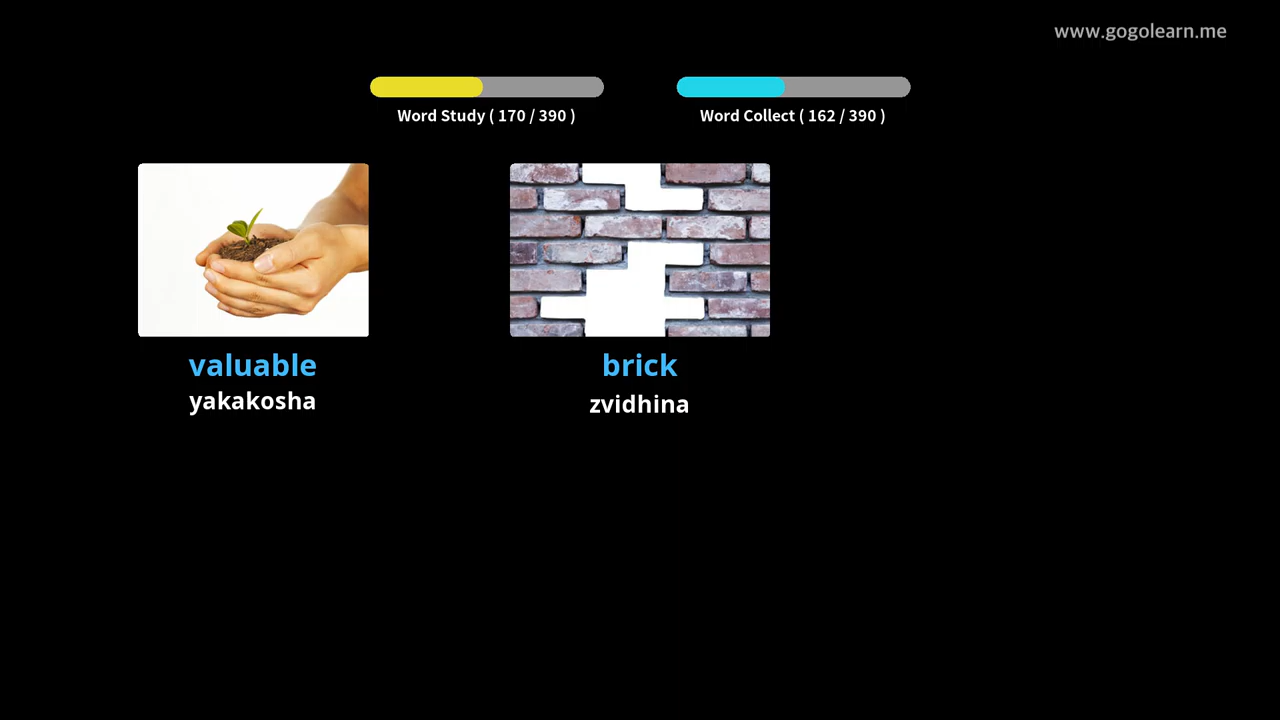 www.gogolearn.me
Word Study ( 170 / 390 )
Word Collect ( 162 / 390 )
valuable
yakakosha
brick
zvidhina